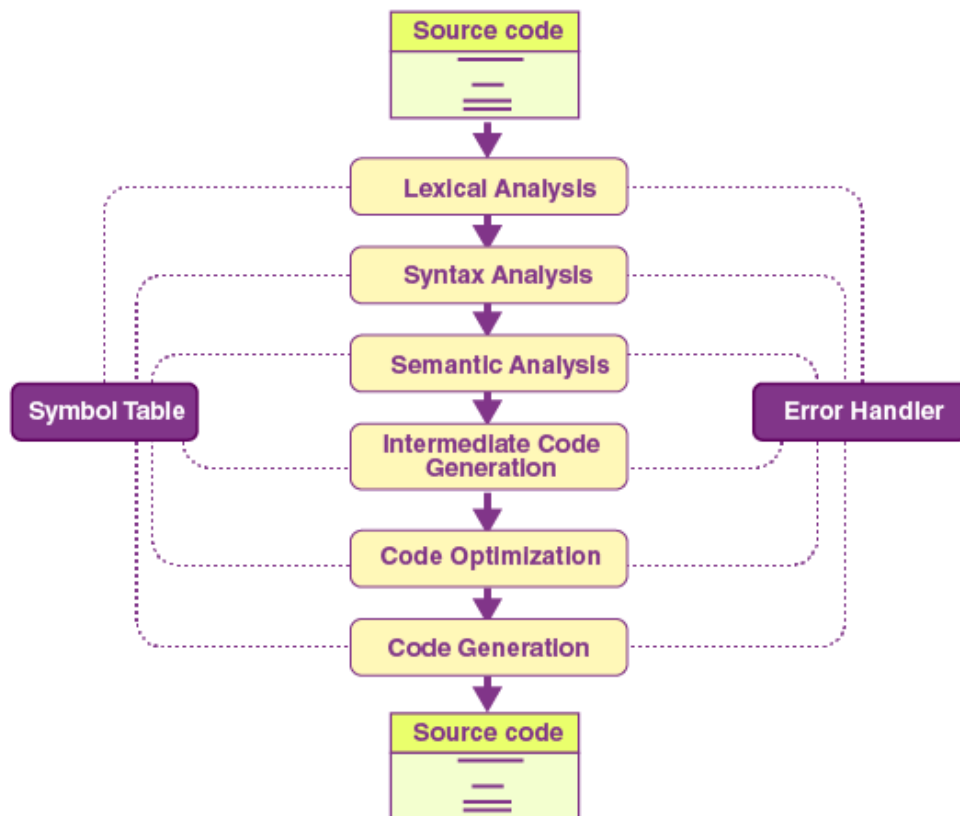 Source code
Lexical Analysis
Syntax Analysis
Semantic Analysis
Symbol Table
Error Handler
Intermediate Code
Generation
Code Optimization
Code Generation
Source code